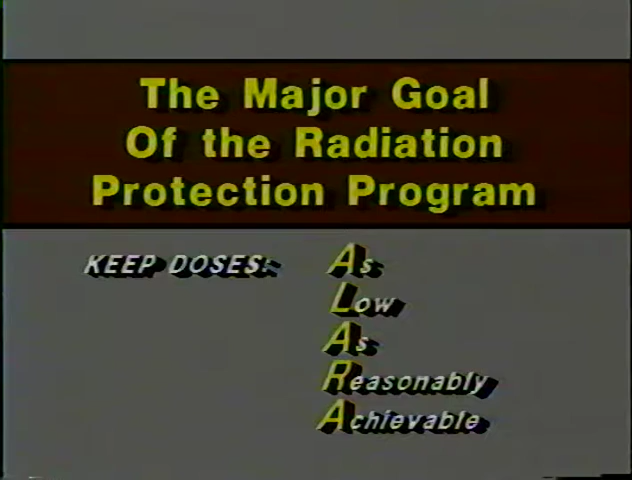 The Major Goal
Of the Radiation
Protection Program
KEEP DOSES: As
Low
As
Reasonably
Achievable